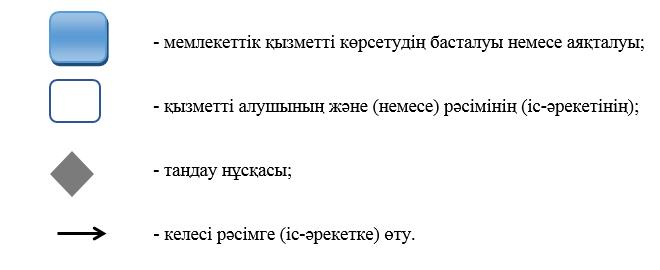 - мемлекеттік қызметті көрсетудің басталуы немесе аяқталуы;
- қызметті алушының және (немесе) рәсімінің (іс-әрекетінің);
- таңдау нұсқасы;
- келесі рәсімге (іс-әрекетке) өту.